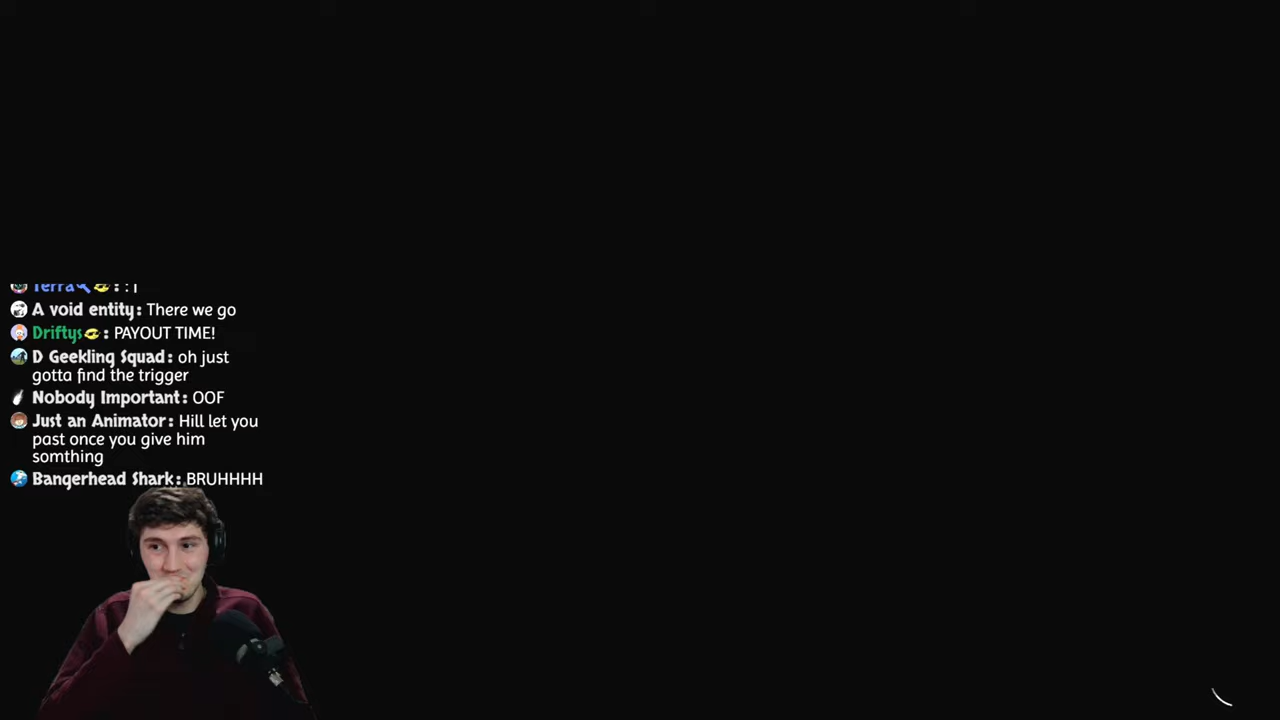 Terra: : |
A void entity: There we go
Driftys: PAYOUT TIME!
D Geekling Squad: oh just
gotta find the trigger
Nobody Important: OOF
Just an Animator: Hill let you
past once you give him
somthing
Bangerhead Shark: BRUHHHH